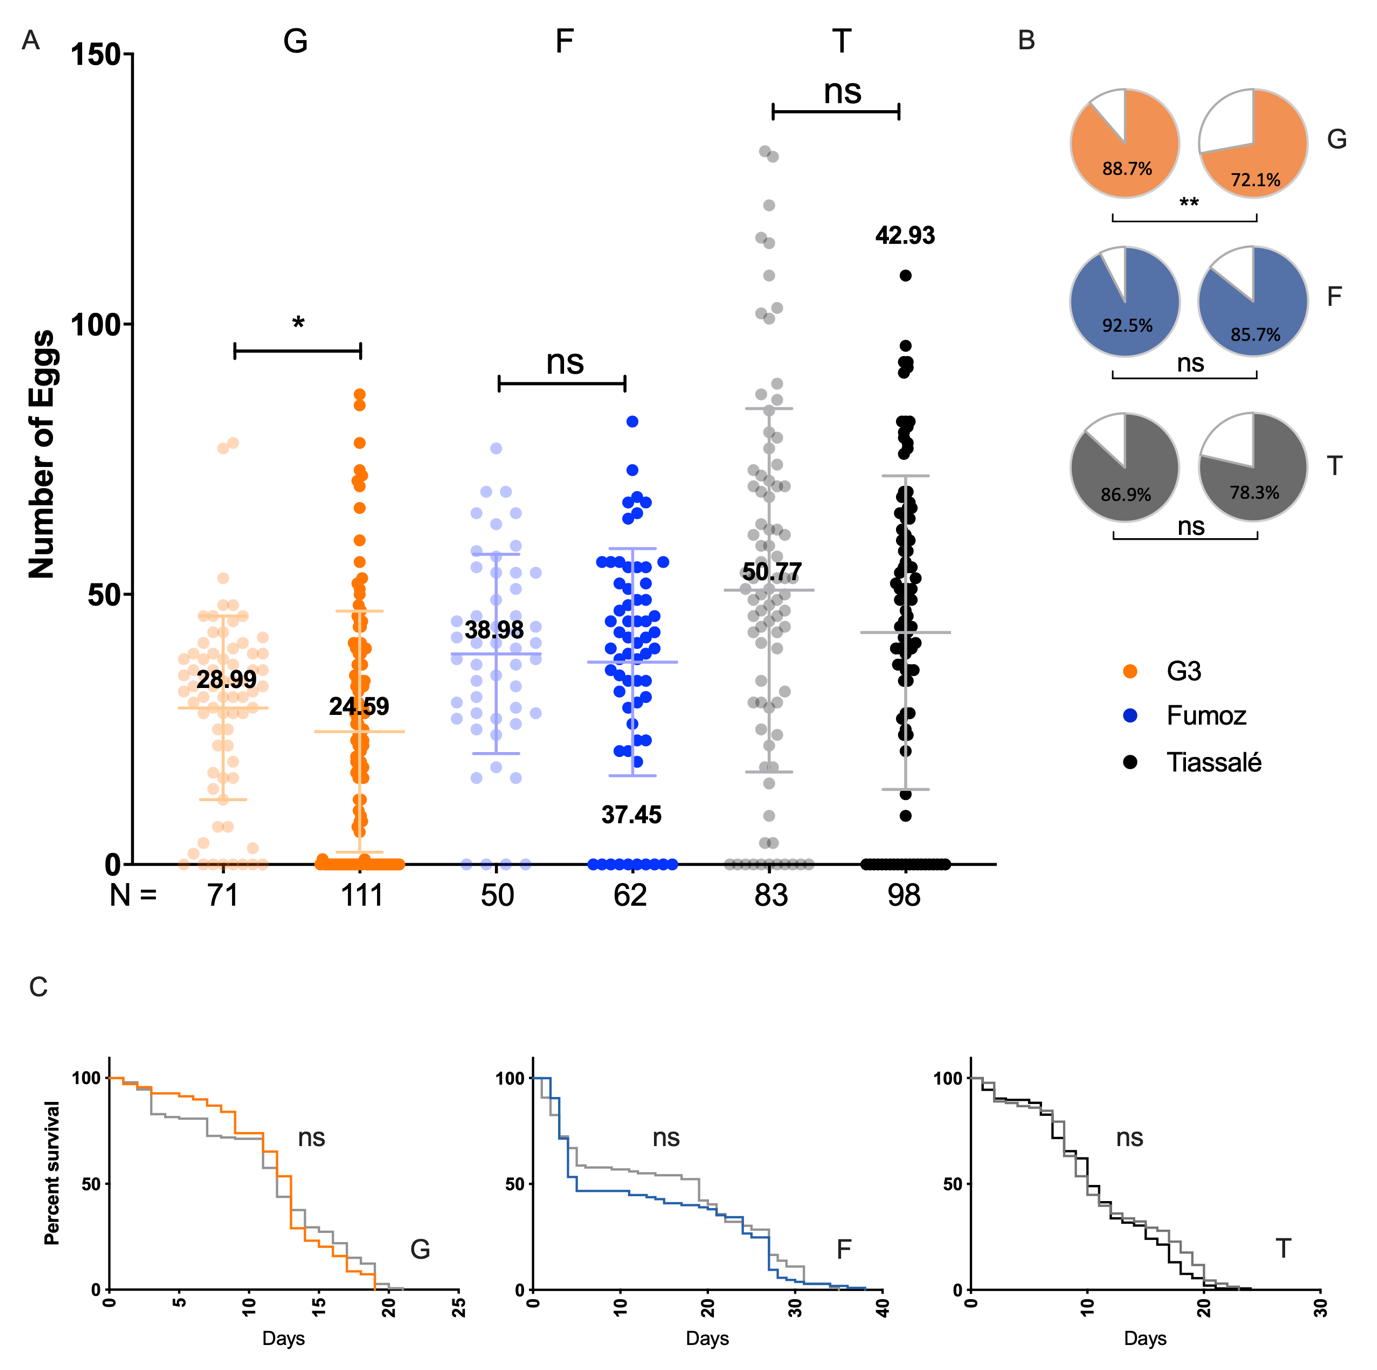 A
G
F
T
B
150
100
50
0
Number of Eggs
*
ns
ns
28.99
24.59
38.98
37.45
50.77
42.93
N =
71
111
50
62
83
98
88.7%
72.1%
G
**
92.5%
85.7%
F
ns
86.9%
78.3%
T
ns
G3
Fumoz
Tiassalé
C
Percent survival
100
50
0
ns
G
0
5
10
15
20
25
Days
100
50
0
ns
F
0
10
20
30
40
Days
100
50
0
ns
T
0
10
20
30
Days